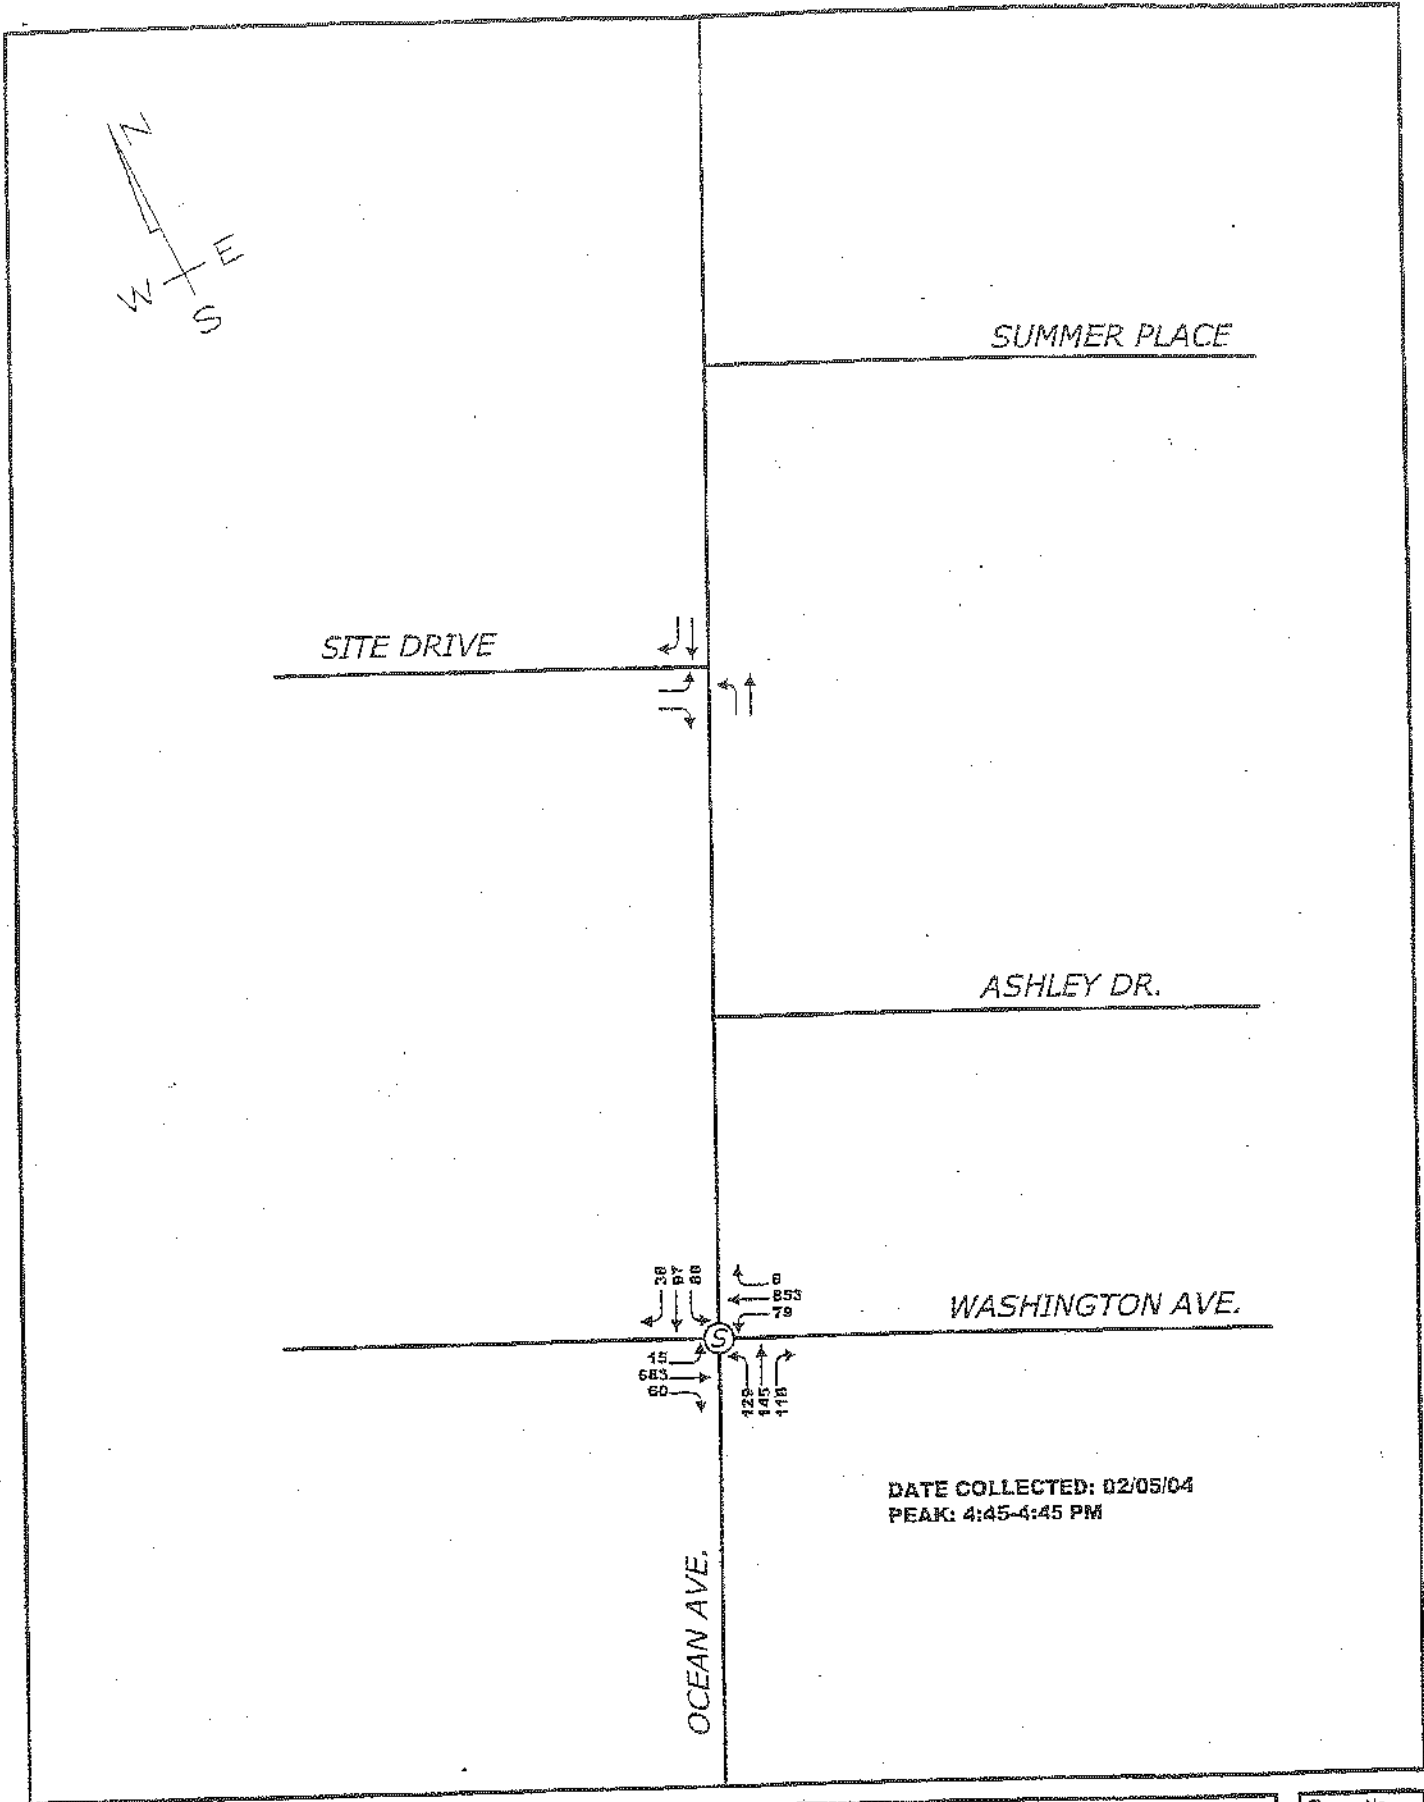 N
W
E
S
SUMMER PLACE
SITE DRIVE
ASHLEY DR.
WASHINGTON AVE.
853
79
S
15
683
60
129
145
DATE COLLECTED: 02/05/04
PEAK: 4:45-4:45 PM
OCEAN AVE.